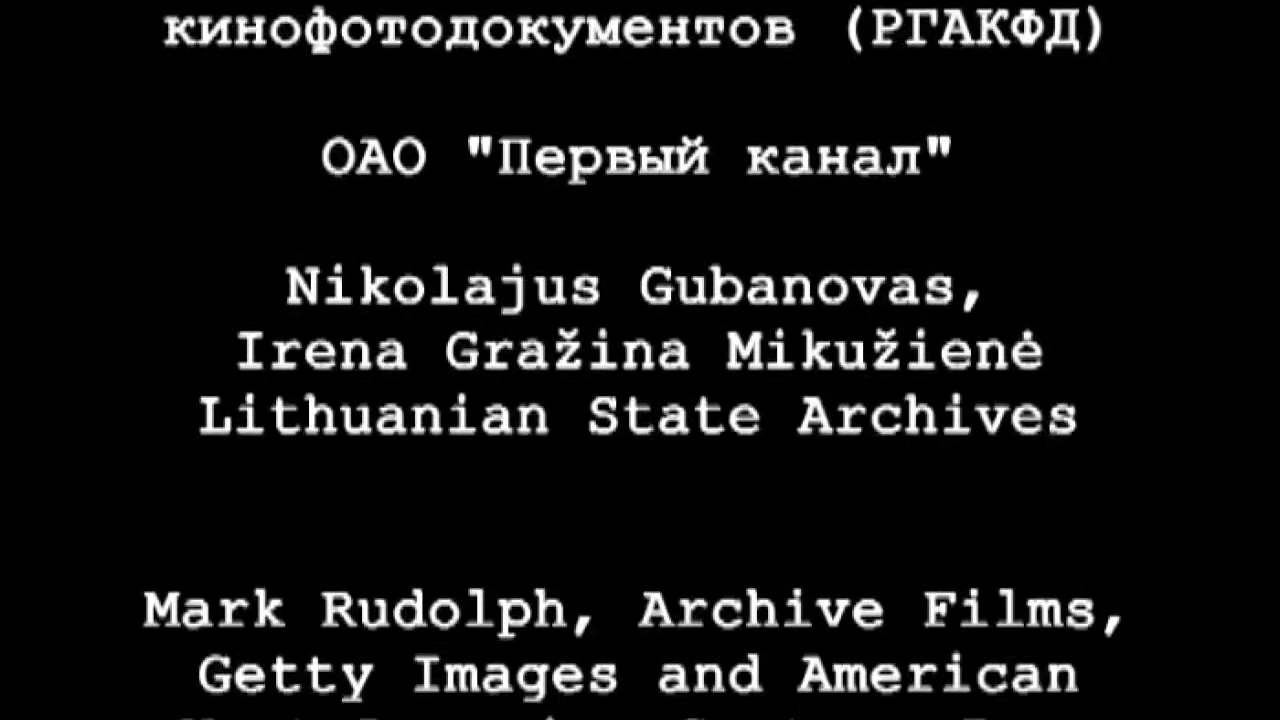 кинофотодокументов (РГАКФД)
ОАО "Первый канал"
Nikolajus Gubanovas,
Irena Gražina Mikužienė
Lithuanian State Archives
Mark Rudolph, Archive Films,
Getty Images and American